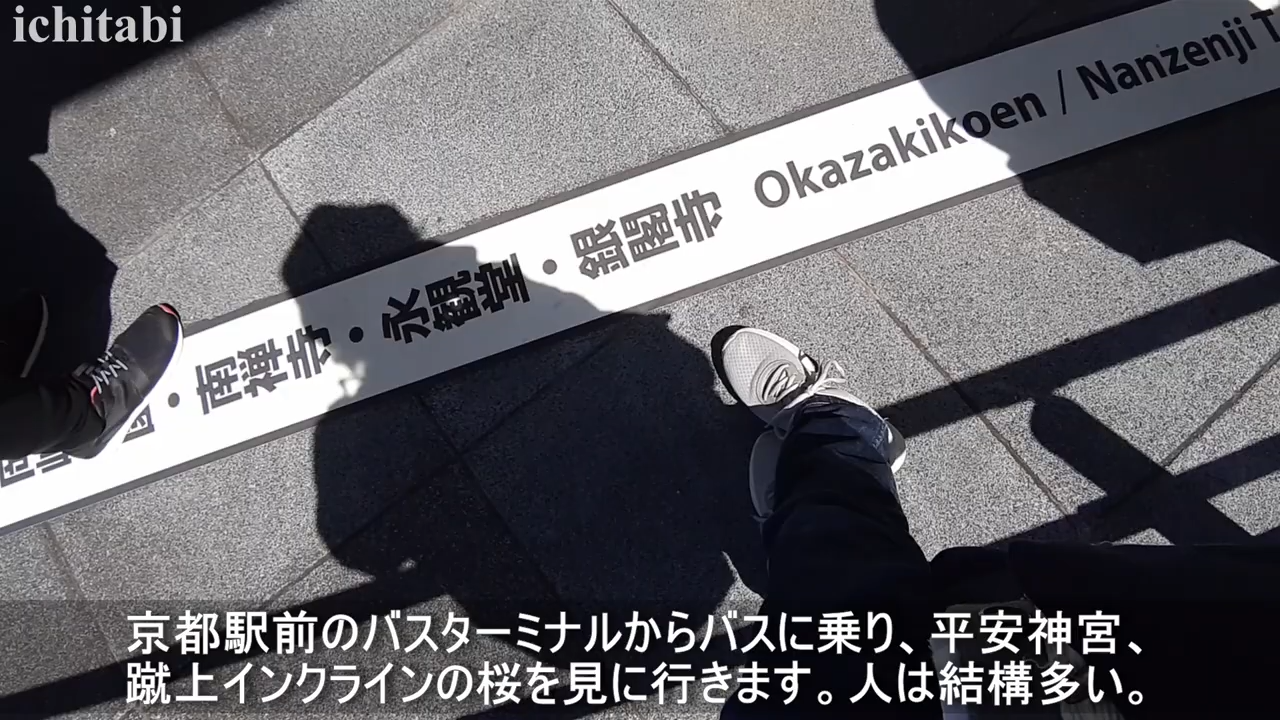 ichitabi
・南禅寺・永観堂・銀閣寺 Okazakikoen / Nanzenji T
京都駅前のバスターミナルからバスに乗り、平安神宮、
蹴上インクラインの桜を見に行きます。人は結構多い。